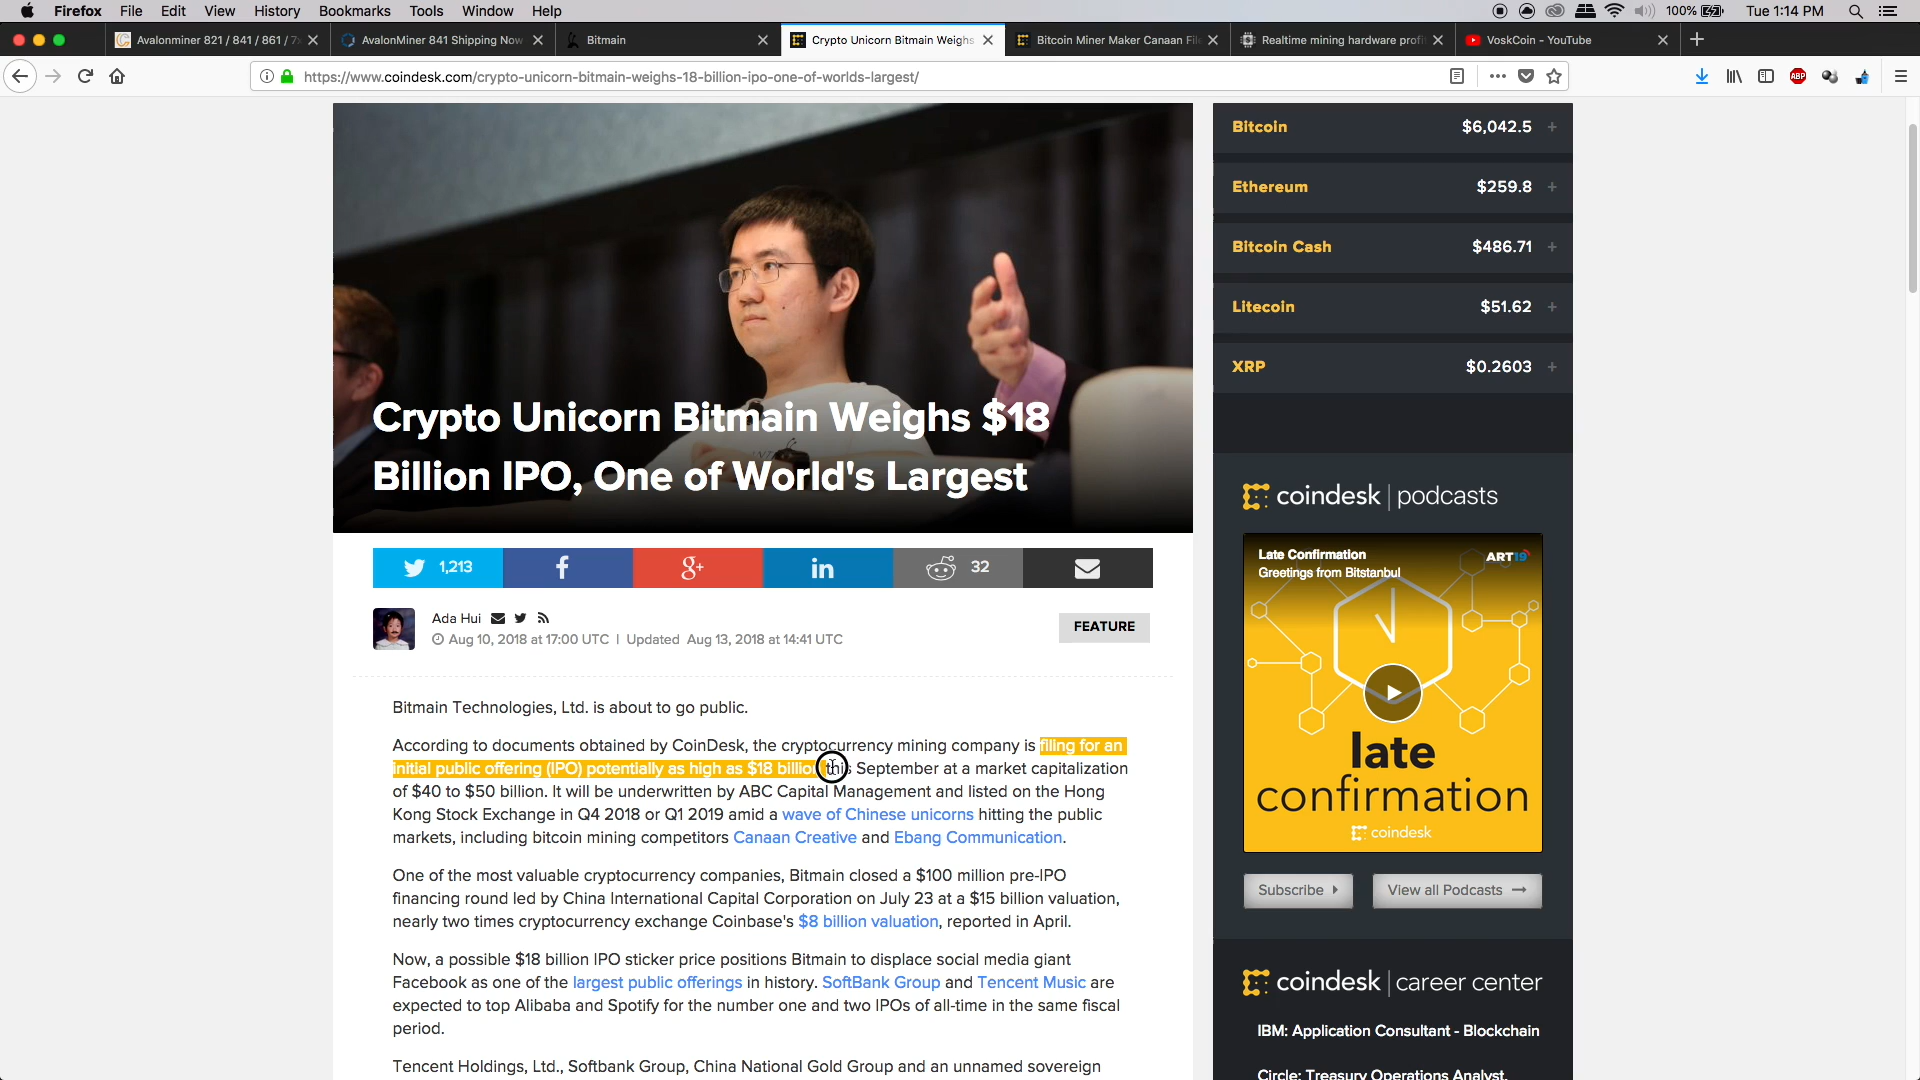 Firefox File Edit View History Bookmarks Tools Window Help
100% Tue 1:14 PM
Avalonminer 821 / 841 / 861 / 7
AvalonMiner 841 Shipping Now
Bitmain
Crypto Unicorn Bitmain Weighs
Bitcoin Miner Maker Canaan File
Realtime mining hardware profi
VoskCoin - YouTube
https://www.coindesk.com/crypto-unicorn-bitmain-weighs-18-billion-ipo-one-of-worlds-largest/
ABP
Crypto Unicorn Bitmain Weighs $18
Billion IPO, One of World's Largest
1,213
f
g+
in
32
Ada Hui
Aug 10, 2018 at 17:00 UTC | Updated Aug 13, 2018 at 14:41 UTC
FEATURE
Bitmain Technologies, Ltd. is about to go public.
According to documents obtained by CoinDesk, the cryptocurrency mining company is filing for an
initial public offering (IPO) potentially as high as $18 billion this September at a market capitalization
of $40 to $50 billion. It will be underwritten by ABC Capital Management and listed on the Hong
Kong Stock Exchange in Q4 2018 or Q1 2019 amid a wave of Chinese unicorns hitting the public
markets, including bitcoin mining competitors Canaan Creative and Ebang Communication.
One of the most valuable cryptocurrency companies, Bitmain closed a $100 million pre-IPO
financing round led by China International Capital Corporation on July 23 at a $15 billion valuation,
nearly two times cryptocurrency exchange Coinbase's $8 billion valuation, reported in April.
Now, a possible $18 billion IPO sticker price positions Bitmain to displace social media giant
Facebook as one of the largest public offerings in history. SoftBank Group and Tencent Music are
expected to top Alibaba and Spotify for the number one and two IPOs of all-time in the same fiscal
period.
Tencent Holdings, Ltd., Softbank Group, China National Gold Group and an unnamed sovereign
Bitcoin $6,042.5 +
Ethereum $259.8 +
Bitcoin Cash $486.71 +
Litecoin $51.62 +
XRP $0.2603 +
coindesk | podcasts
Late Confirmation
Greetings from Bitstanbul
ART19
late
confirmation
coindesk
Subscribe
View all Podcasts
coindesk | career center
IBM: Application Consultant - Blockchain
Circle: Treasury Operations Analyst,